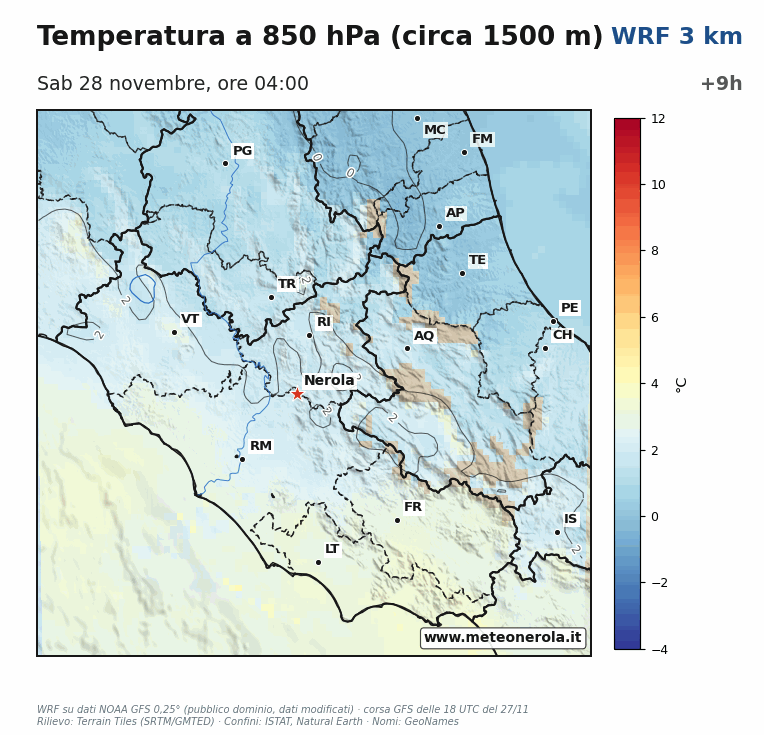 Temperatura a 850 hPa (circa 1500 m) WRF 3 km
Sab 28 novembre, ore 04:00 +9h
MC
FM
PG
0
0
AP
TE
TR
2
2
PE
VT
RI
CH
2
AQ
Nerola
2
2
2
RM
FR
IS
2
LT
www.meteonerola.it
12
10
8
6
4
2
0
−2
−4
°C
WRF su dati NOAA GFS 0,25° (pubblico dominio, dati modificati) · corsa GFS delle 18 UTC del 27/11
Rilievo: Terrain Tiles (SRTM/GMTED) · Confini: ISTAT, Natural Earth · Nomi: GeoNames